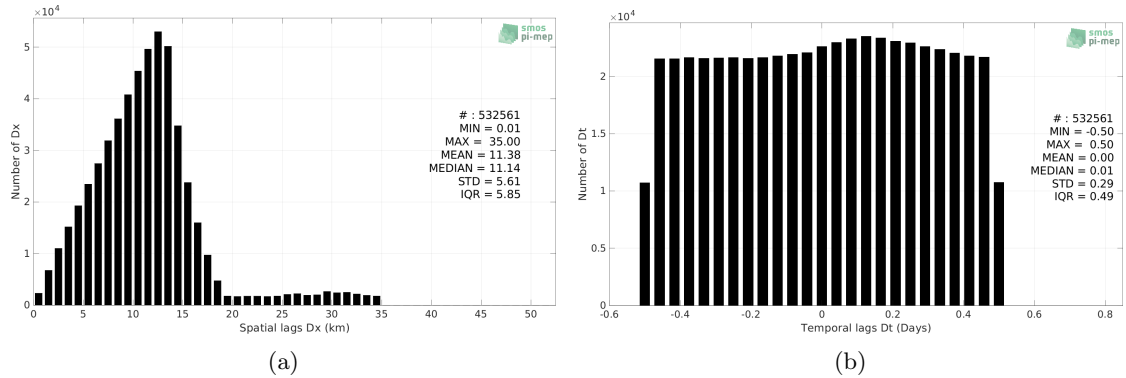 ×10⁴
5
4
3
2
1
0
Number of Dx
0 5 10 15 20 25 30 35 40 45 50
Spatial lags Dx (km)
smos
pi-mep
# : 532561
MIN = 0.01
MAX = 35.00
MEAN = 11.38
MEDIAN = 11.14
STD = 5.61
IQR = 5.85
(a)
×10⁴
2
1.5
1
0.5
0
Number of Dt
-0.6 -0.4 -0.2 0 0.2 0.4 0.6 0.8
Temporal lags Dt (Days)
smos
pi-mep
# : 532561
MIN = -0.50
MAX = 0.50
MEAN = 0.00
MEDIAN = 0.01
STD = 0.29
IQR = 0.49
(b)